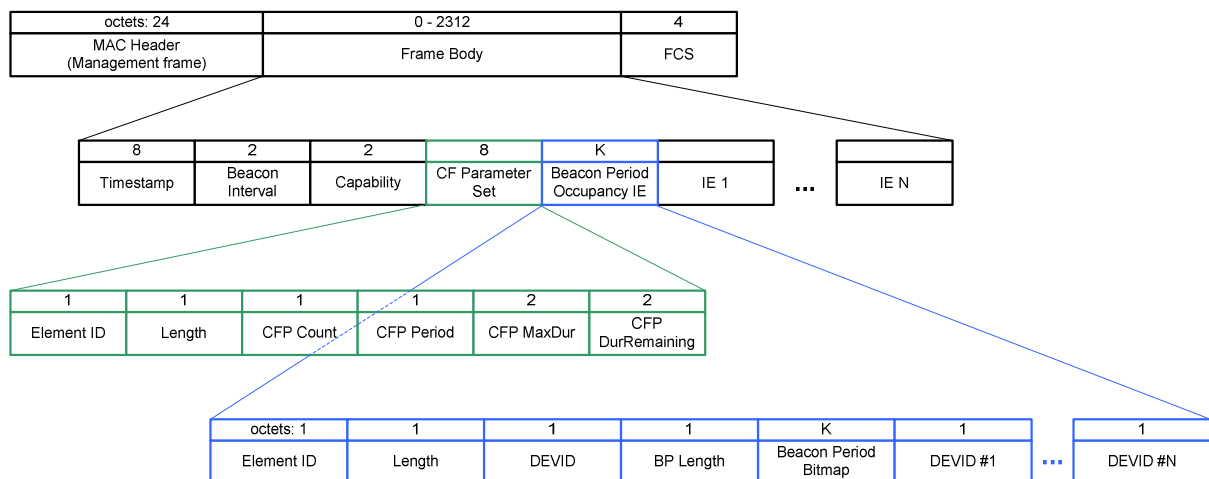 octets: 24 0 - 2312 4
MAC Header
(Management frame) Frame Body FCS
8 2 2 8 K
Timestamp Beacon
Interval Capability CF Parameter
Set Beacon Period
Occupancy IE IE 1 ... IE N
1 1 1 1 2 2
Element ID Length CFP Count CFP Period CFP MaxDur CFP
DurRemaining
octets: 1 1 1 1 K 1 1
Element ID Length DEVID BP Length Beacon Period
Bitmap DEVID #1 ... DEVID #N